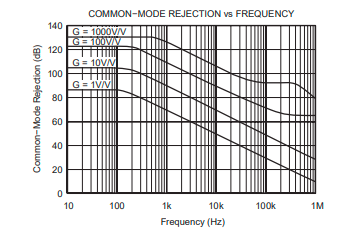 COMMON−MODE REJECTION vs FREQUENCY
140
120
100
80
60
40
20
0
Common−Mode Rejection (dB)
G = 1000V/V
G = 100V/V
G = 10V/V
G = 1V/V
10 100 1k 10k 100k 1M
Frequency (Hz)